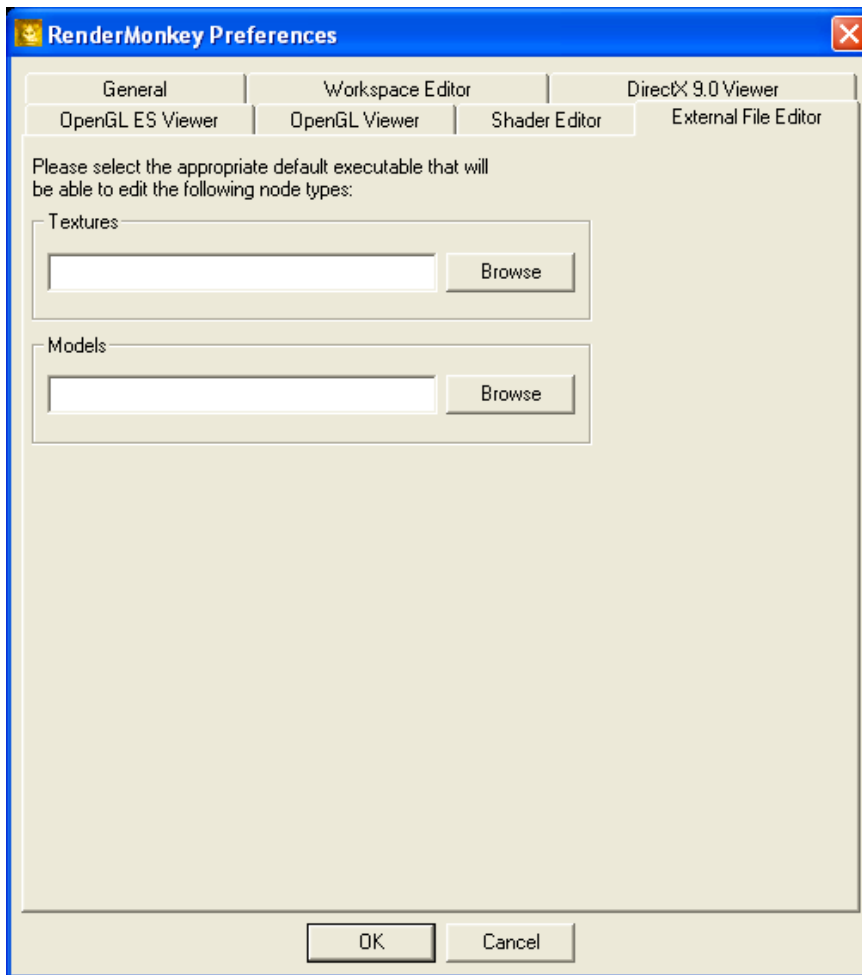 RenderMonkey Preferences
General Workspace Editor DirectX 9.0 Viewer
OpenGL ES Viewer OpenGL Viewer Shader Editor External File Editor
Please select the appropriate default executable that will
be able to edit the following node types:
Textures
Browse
Models
Browse
OK Cancel